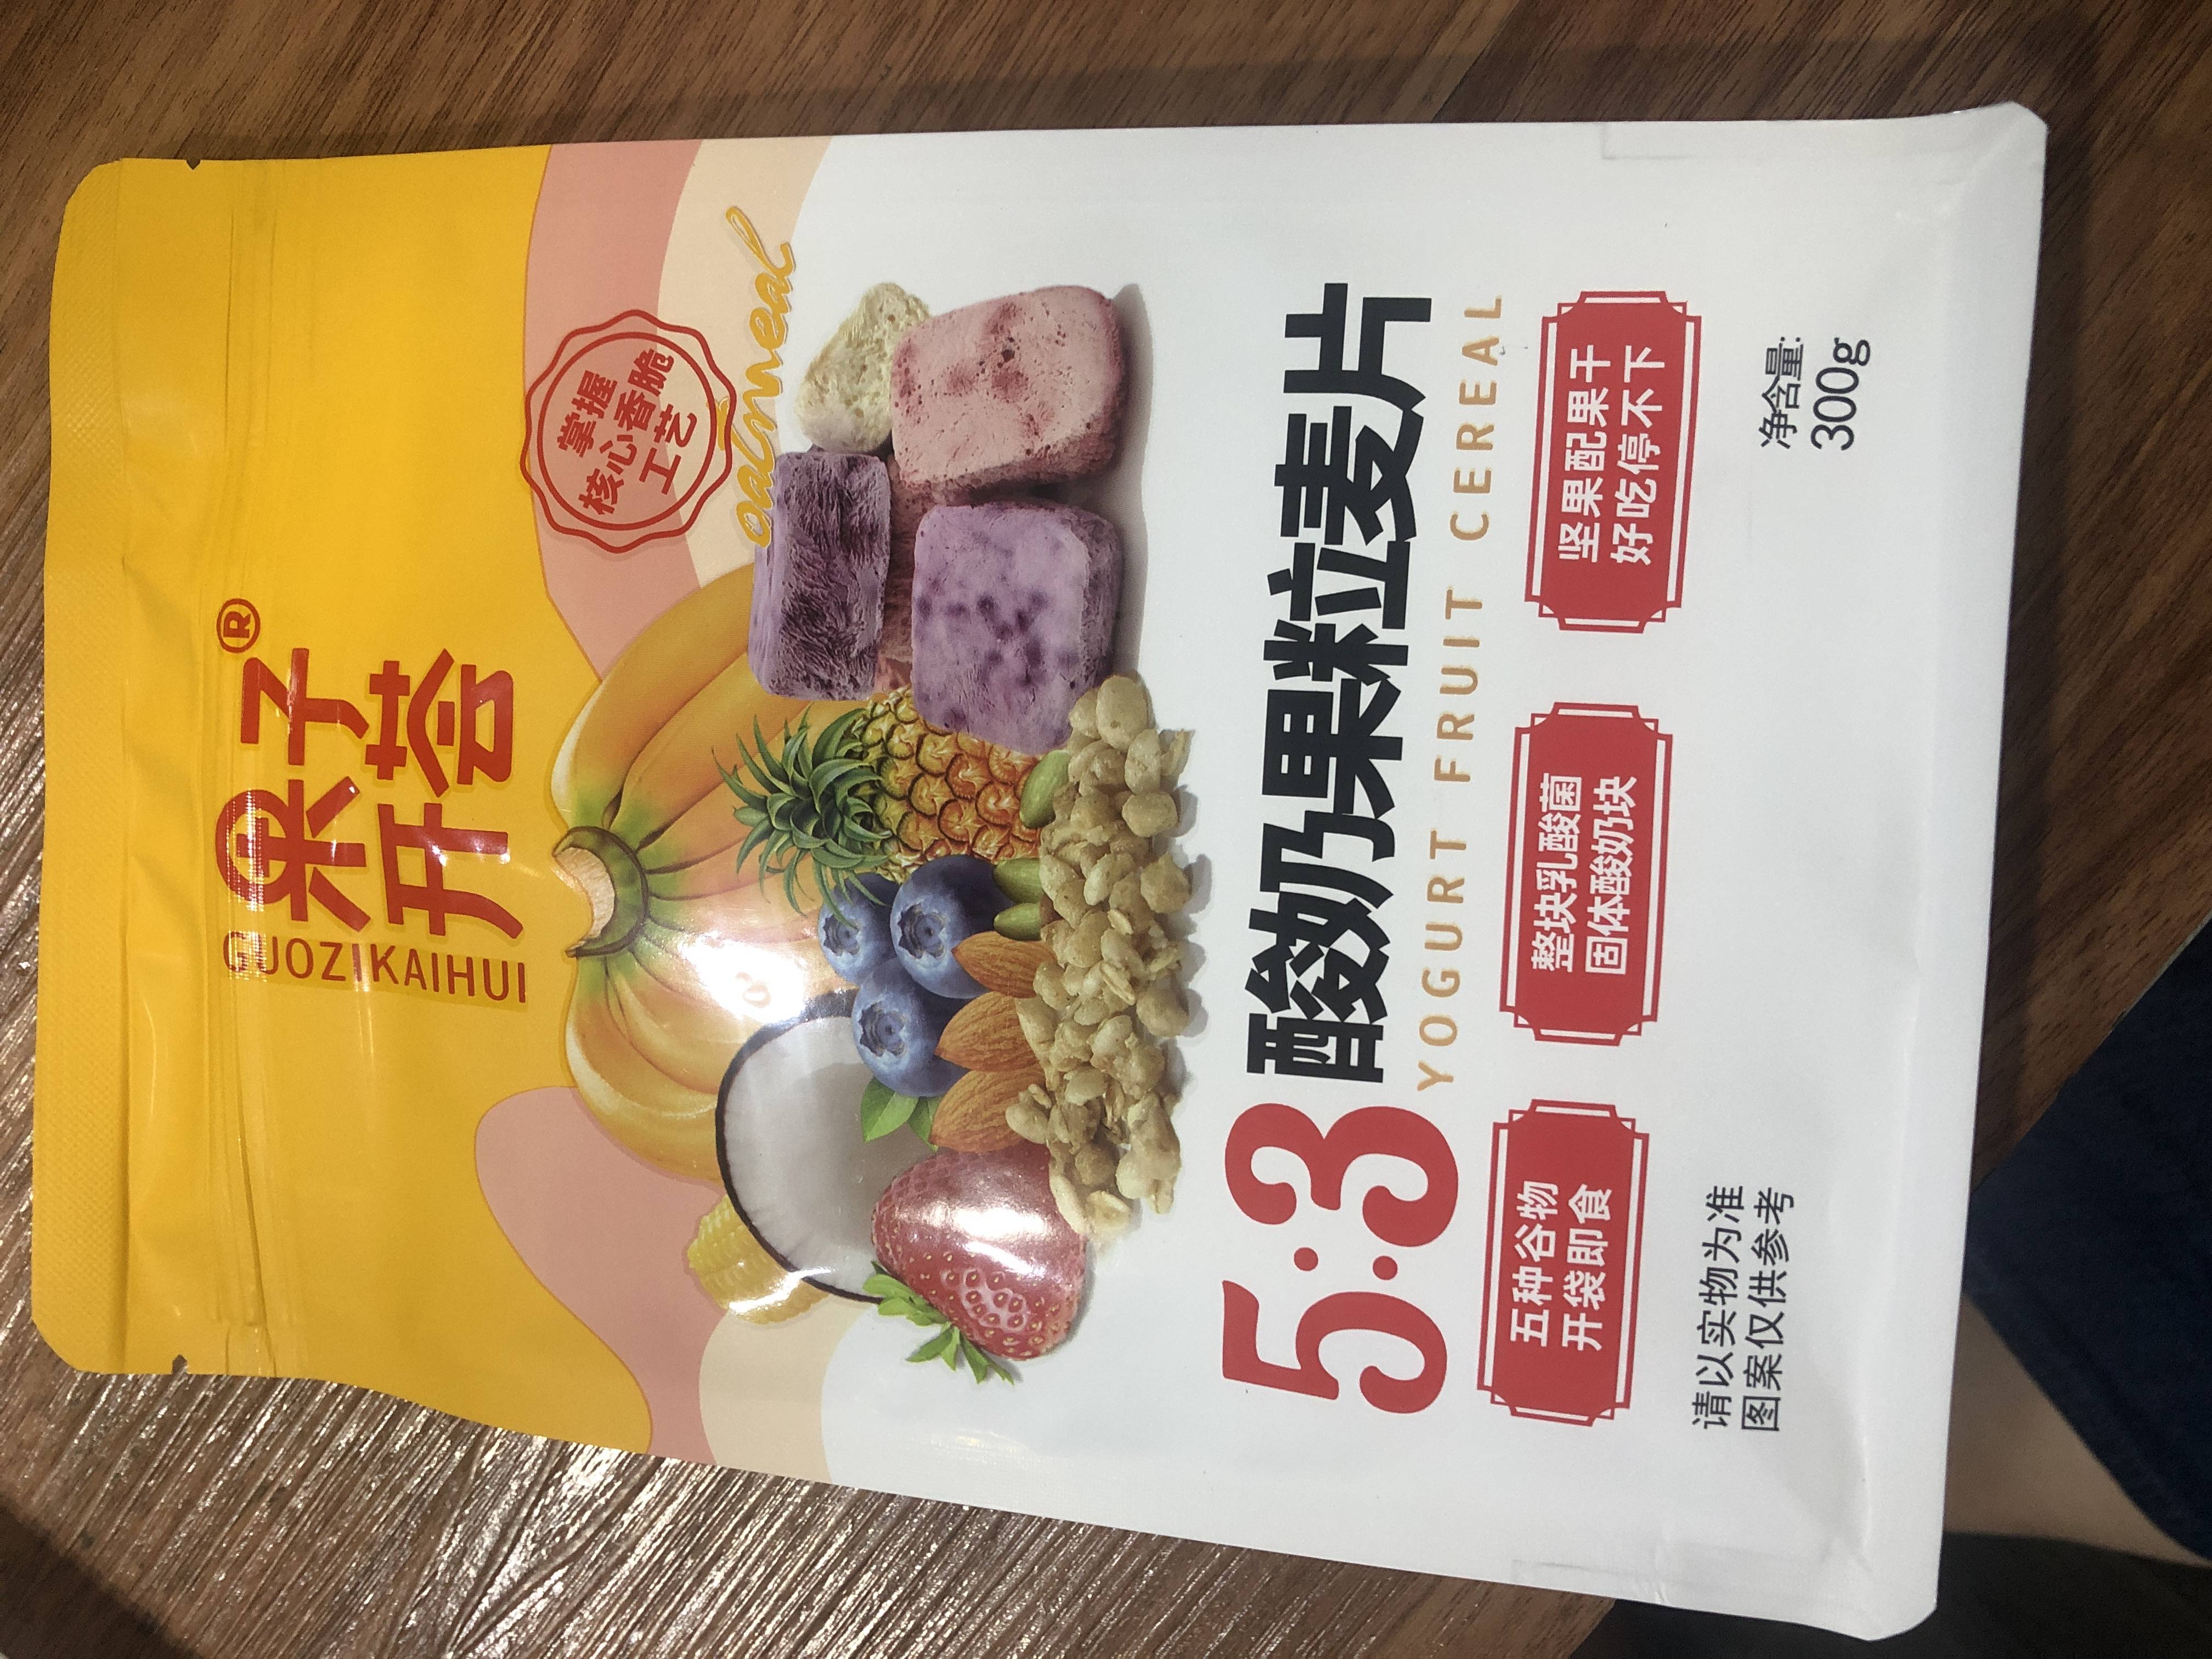 果子®
开荟
GUOZIKAIHUI
掌握
核心香脆
工艺
oatmeal
5:3 酸奶果粒麦片
YOGURT FRUIT CEREAL
五种谷物
开袋即食
整块乳酸菌
固体酸奶块
坚果配果干
好吃停不下
请以实物为准
图案仅供参考
净含量:
300g